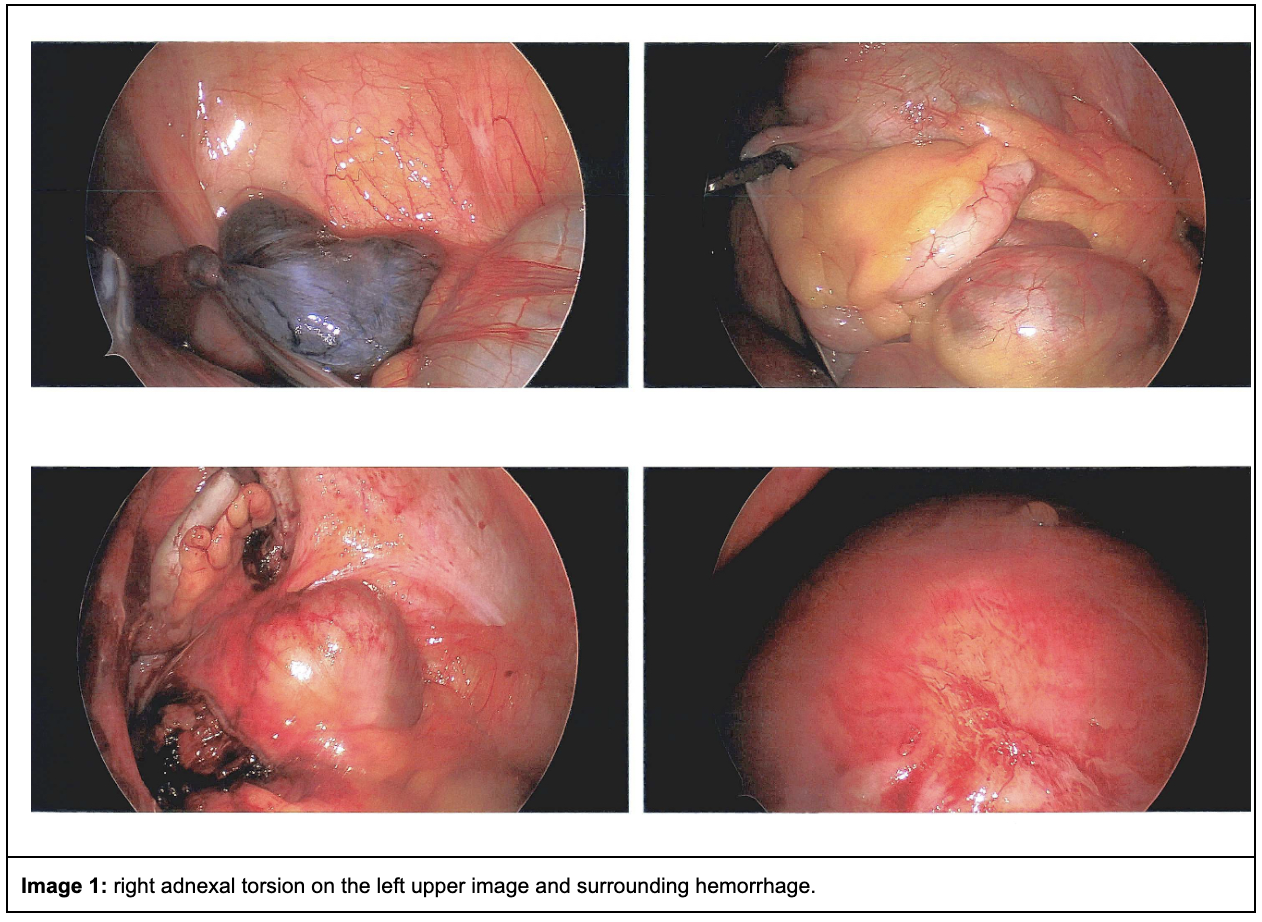 Image 1: right adnexal torsion on the left upper image and surrounding hemorrhage.